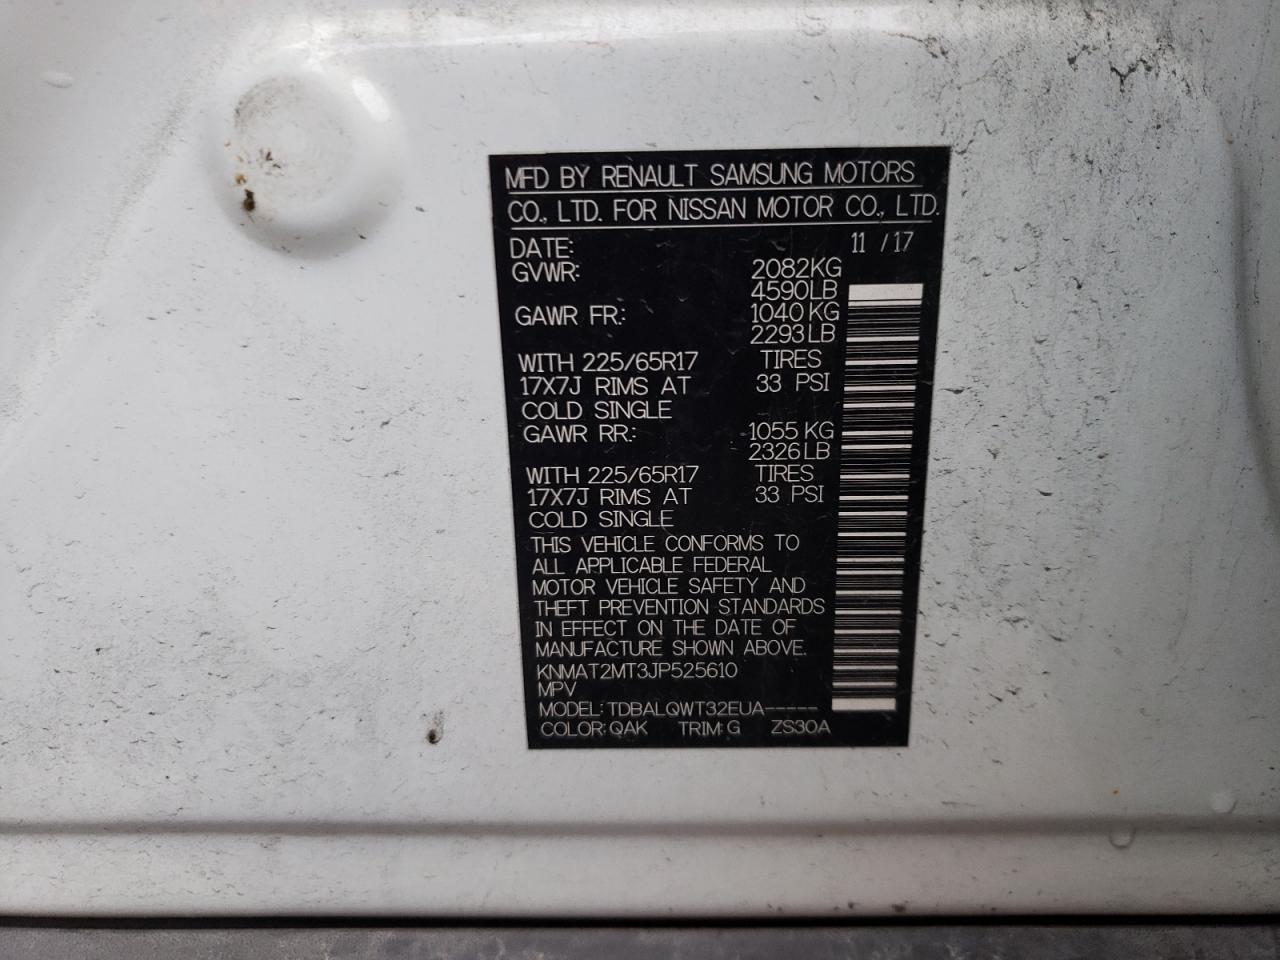 MFD BY RENAULT SAMSUNG MOTORS
CO., LTD. FOR NISSAN MOTOR CO., LTD.
DATE: 11 / 17
GVWR: 2082KG
4590LB
GAWR FR.: 1040 KG
2293 LB
WITH 225/65R17 TIRES
17X7J RIMS AT 33 PSI
COLD SINGLE
GAWR RR.: 1055 KG
2326 LB
WITH 225/65R17 TIRES
17X7J RIMS AT 33 PSI
COLD SINGLE
THIS VEHICLE CONFORMS TO
ALL APPLICABLE FEDERAL
MOTOR VEHICLE SAFETY AND
THEFT PREVENTION STANDARDS
IN EFFECT ON THE DATE OF
MANUFACTURE SHOWN ABOVE.
KNMAT2MT3JP525610
MPV
MODEL: TDBALQWT32EUA-----
COLOR: QAK TRIM: G ZS30A